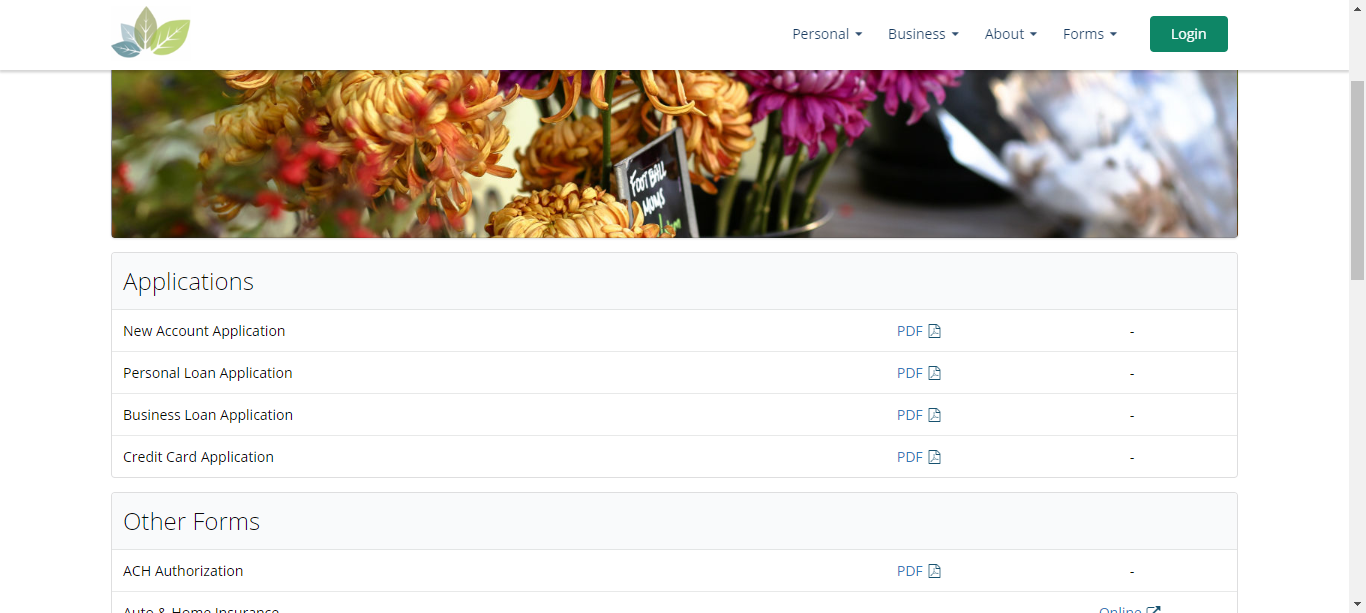 Personal
Business
About
Forms
Login
FOOTBALL
MUMS
Applications
New Account Application PDF -
Personal Loan Application PDF -
Business Loan Application PDF -
Credit Card Application PDF -
Other Forms
ACH Authorization PDF -
Auto & Home Insurance Online